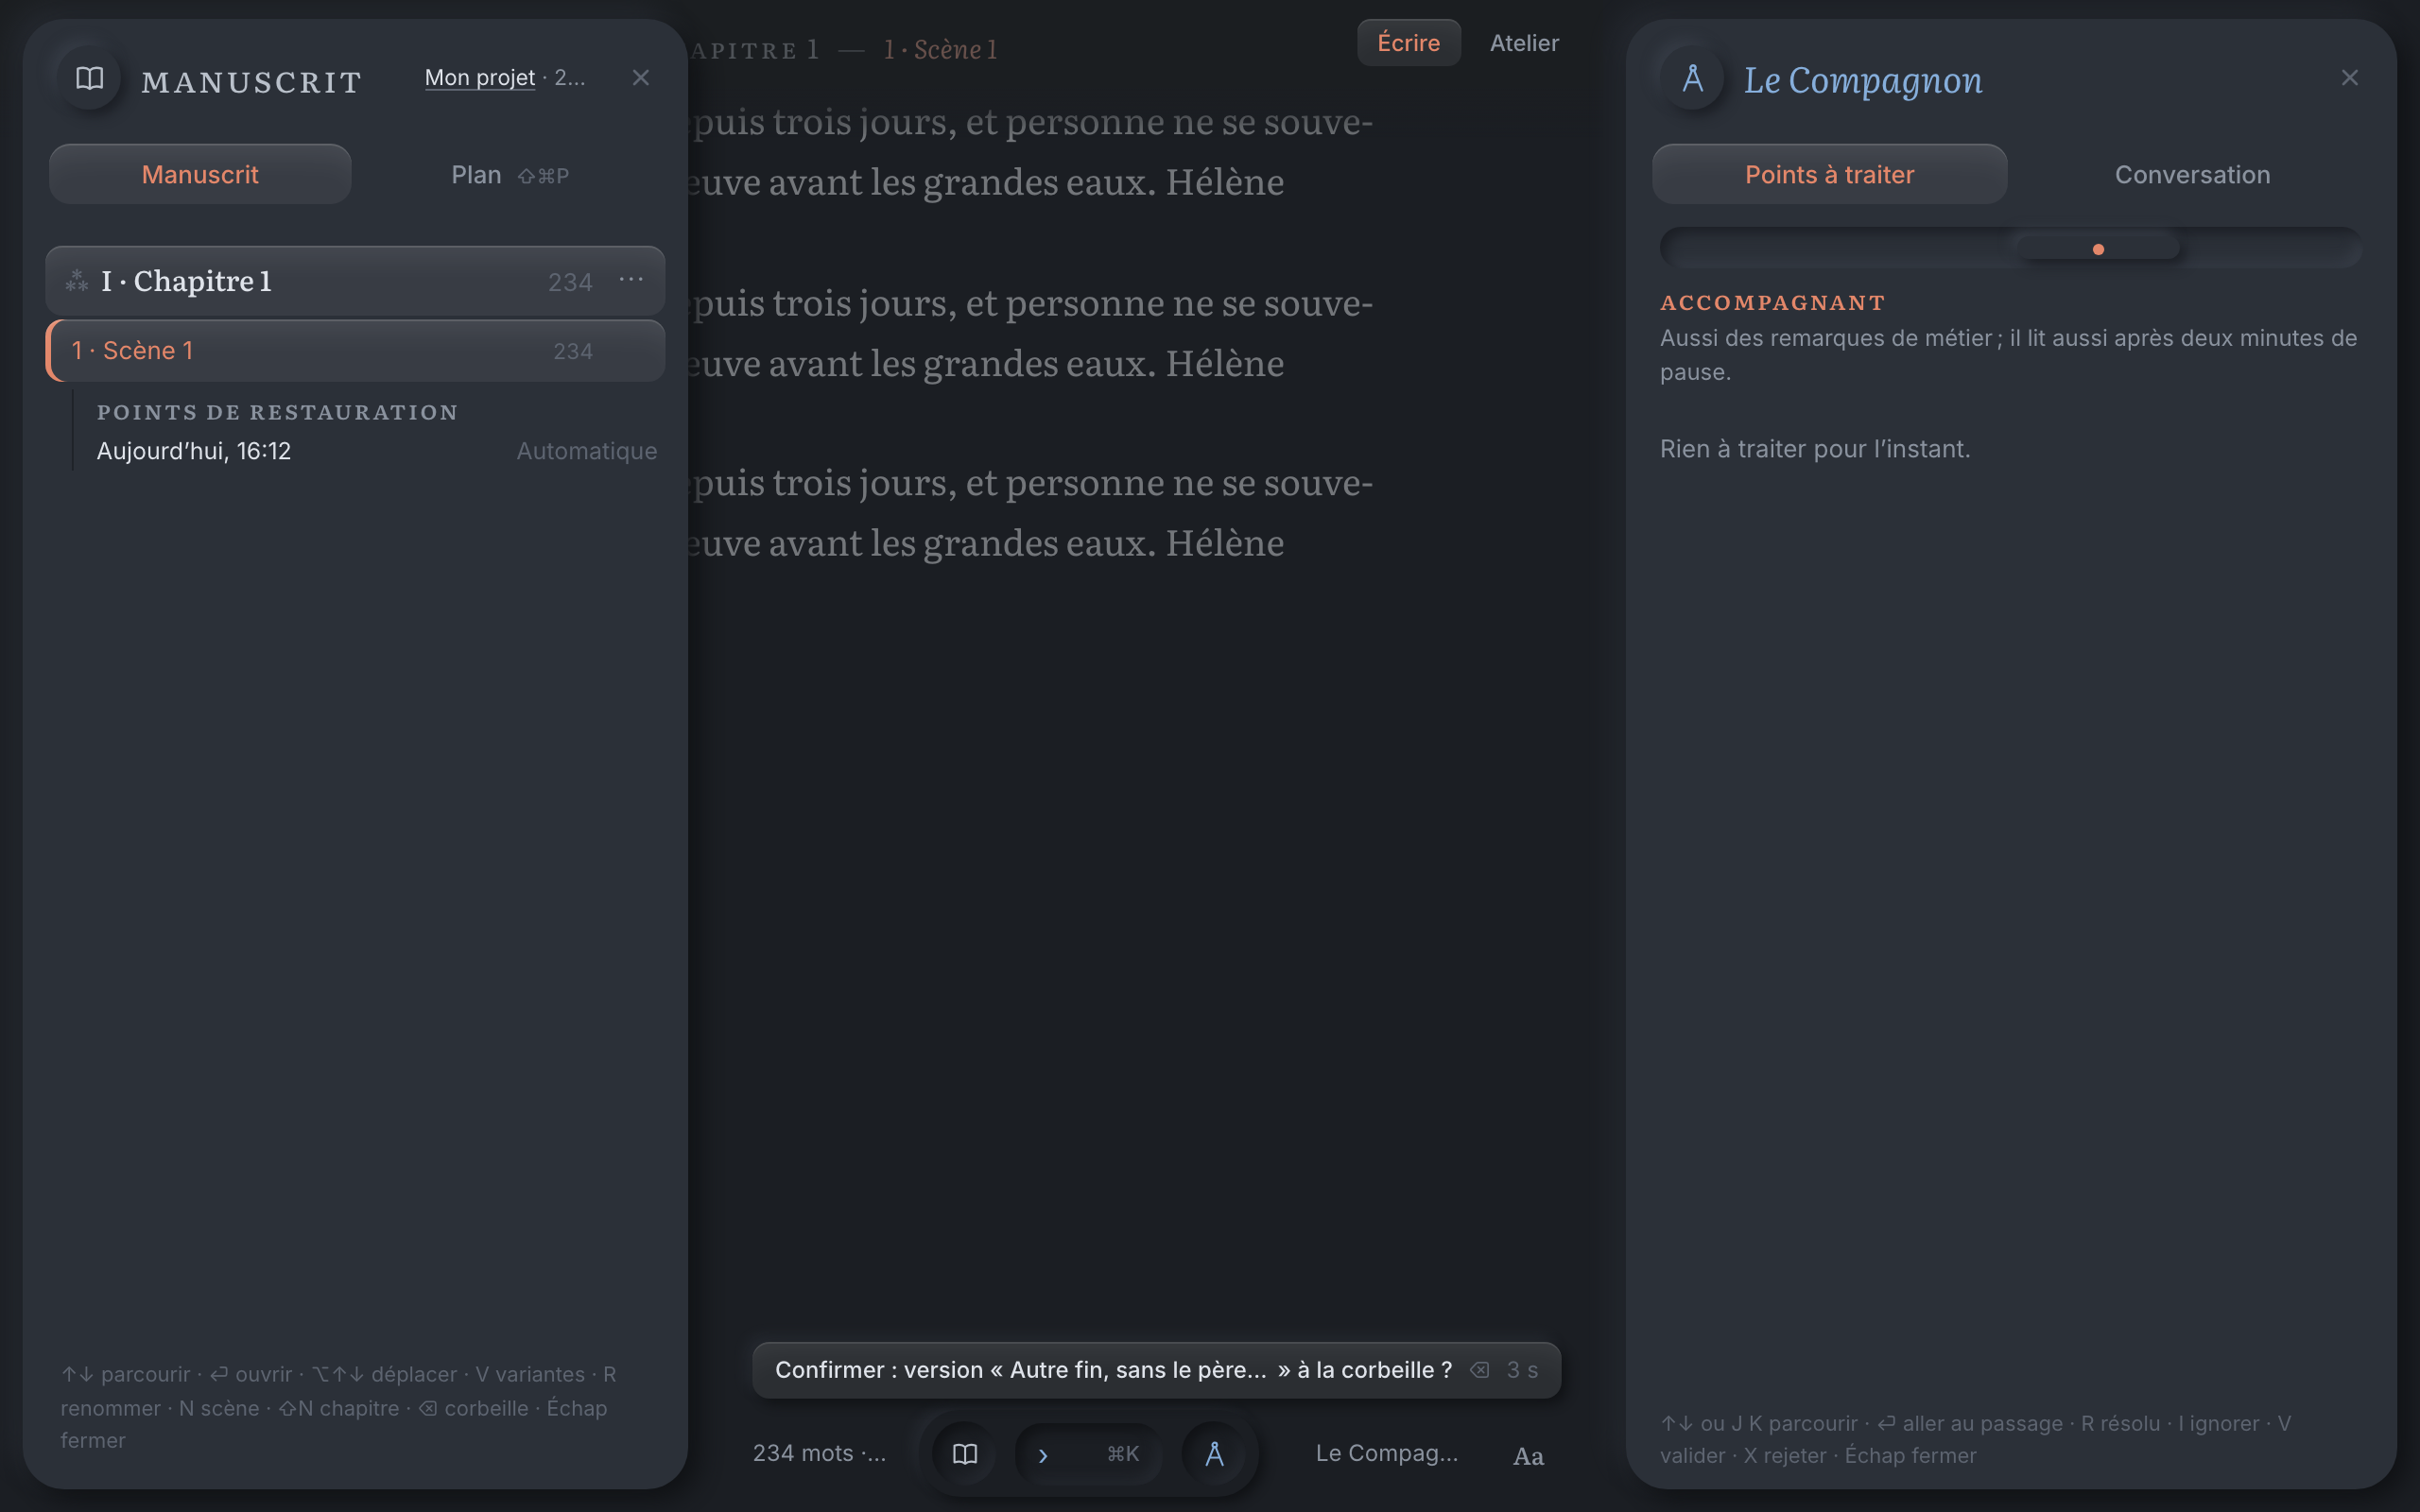 MANUSCRIT
Mon projet · 2…
×
Manuscrit
Plan ⇧⌘P
I · Chapitre 1 234 ···
1 · Scène 1 234
POINTS DE RESTAURATION
Aujourd’hui, 16:12 Automatique
↑↓ parcourir · ⏎ ouvrir · ⌥↑↓ déplacer · V variantes · R
renommer · N scène · ⇧N chapitre · ⌫ corbeille · Échap
fermer
APITRE 1 — 1 · Scène 1
Écrire
Atelier
puis trois jours, et personne ne se souve-
euve avant les grandes eaux. Hélène
puis trois jours, et personne ne se souve-
euve avant les grandes eaux. Hélène
puis trois jours, et personne ne se souve-
euve avant les grandes eaux. Hélène
Confirmer : version « Autre fin, sans le père… » à la corbeille ? ⌫ 3 s
234 mots ·…
› ⌘K
Le Compag…
Aa
Le Compagnon
×
Points à traiter
Conversation
ACCOMPAGNANT
Aussi des remarques de métier ; il lit aussi après deux minutes de
pause.
Rien à traiter pour l’instant.
↑↓ ou J K parcourir · ⏎ aller au passage · R résolu · I ignorer · V
valider · X rejeter · Échap fermer